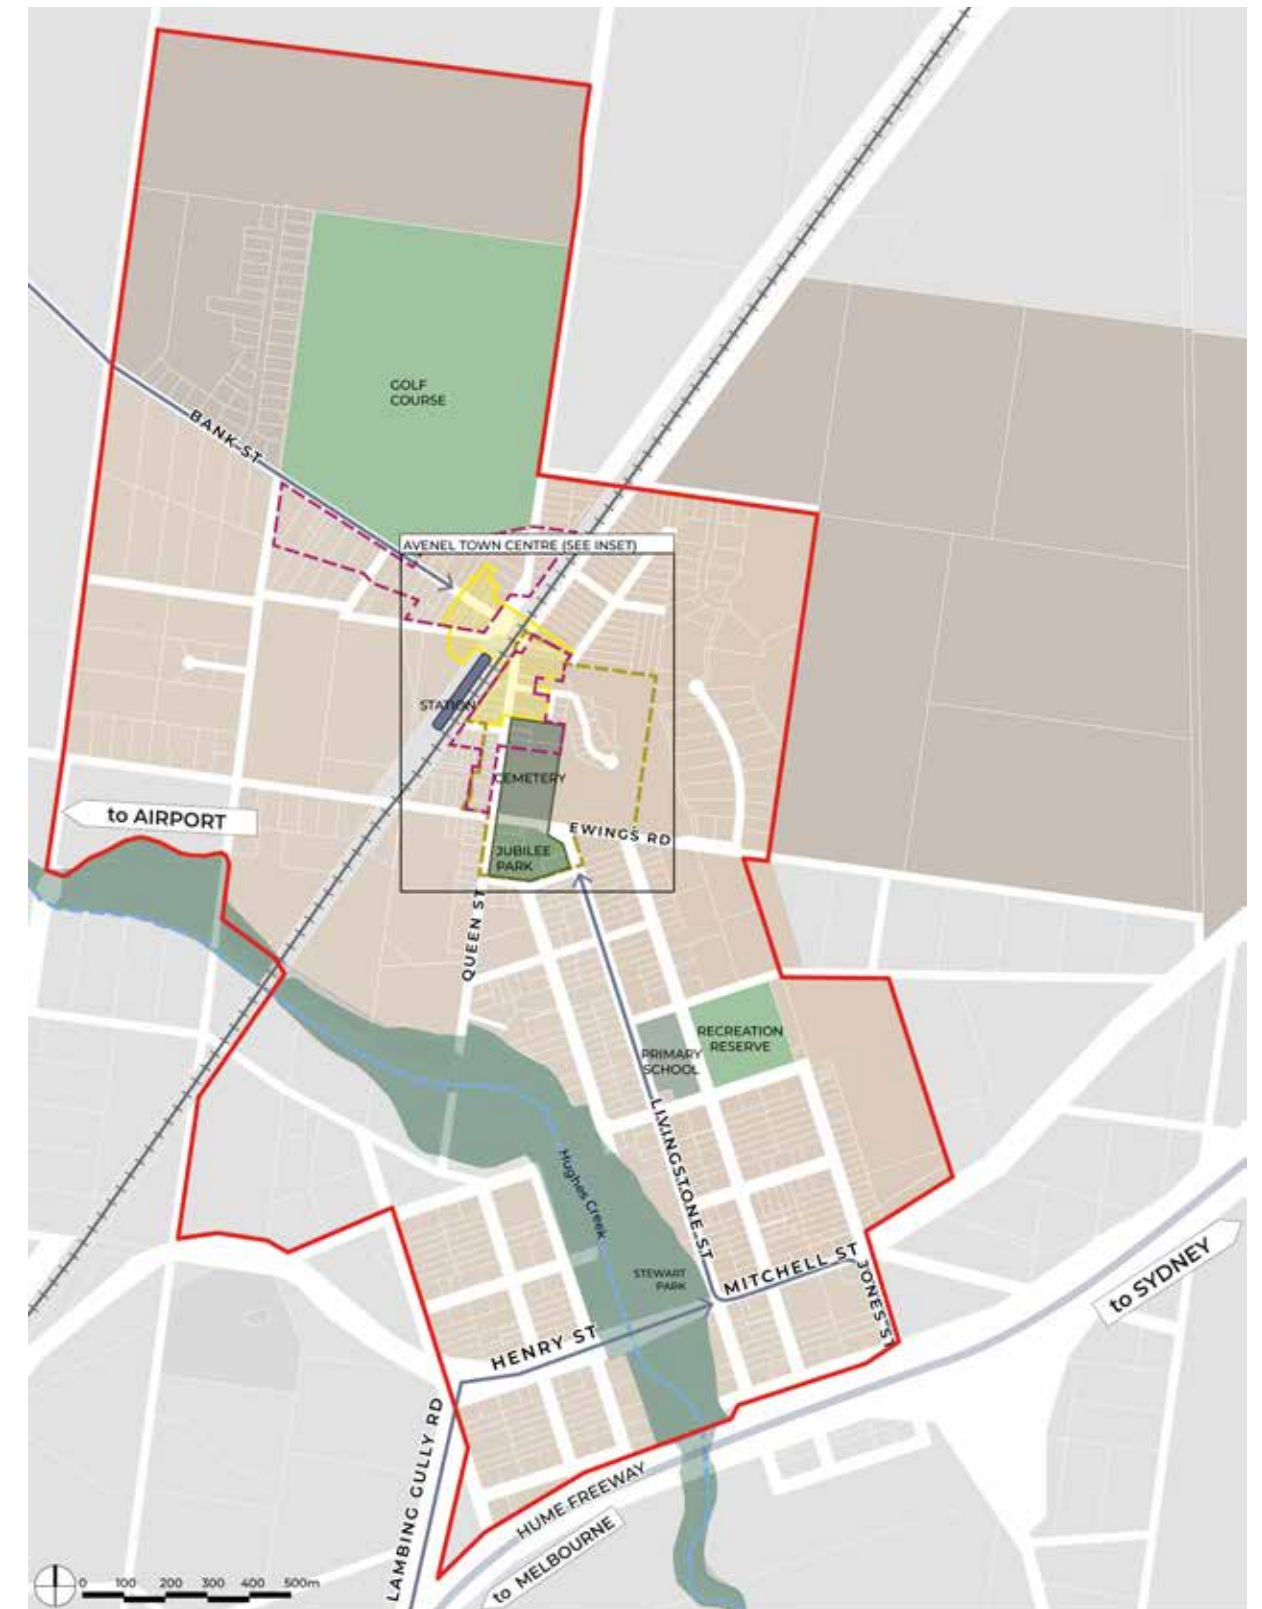 GOLF
COURSE
BANK ST
AVENEL TOWN CENTRE (SEE INSET)
STATION
CEMETERY
to AIRPORT
EWINGS RD
JUBILEE
PARK
QUEEN ST
RECREATION
RESERVE
PRIMARY
SCHOOL
LIVINGSTONE ST
Hughes Creek
STEWART
PARK
MITCHELL ST
JONES ST
to SYDNEY
HENRY ST
LAMBING GULLY RD
HUME FREEWAY
to MELBOURNE
0 100 200 300 400 500m